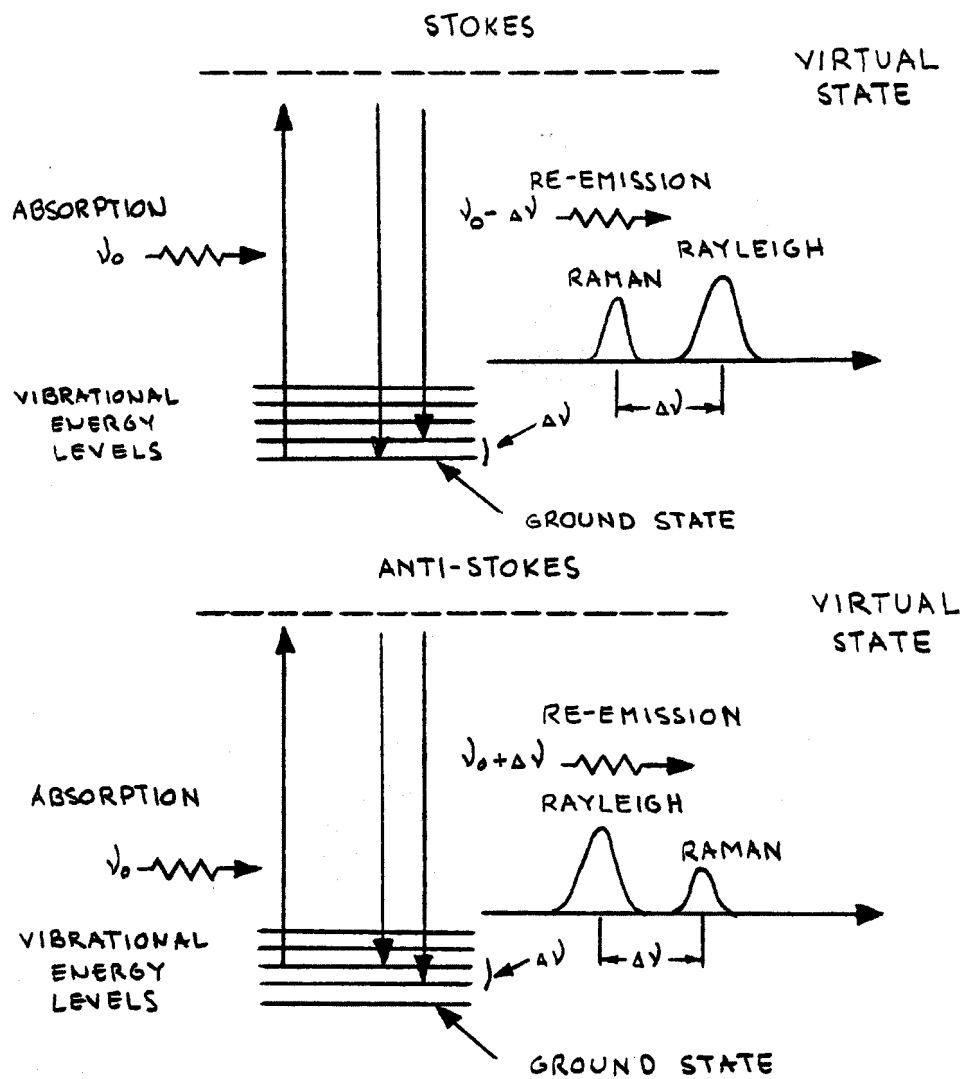 STOKES
VIRTUAL
STATE
RE-EMISSION
ν₀ - Δν
ABSORPTION
ν₀
RAYLEIGH
RAMAN
Δν
VIBRATIONAL
ENERGY
LEVELS
Δν
GROUND STATE
ANTI-STOKES
VIRTUAL
STATE
RE-EMISSION
ν₀ + Δν
ABSORPTION
ν₀
RAYLEIGH
RAMAN
VIBRATIONAL
ENERGY
LEVELS
Δν
Δν
GROUND STATE